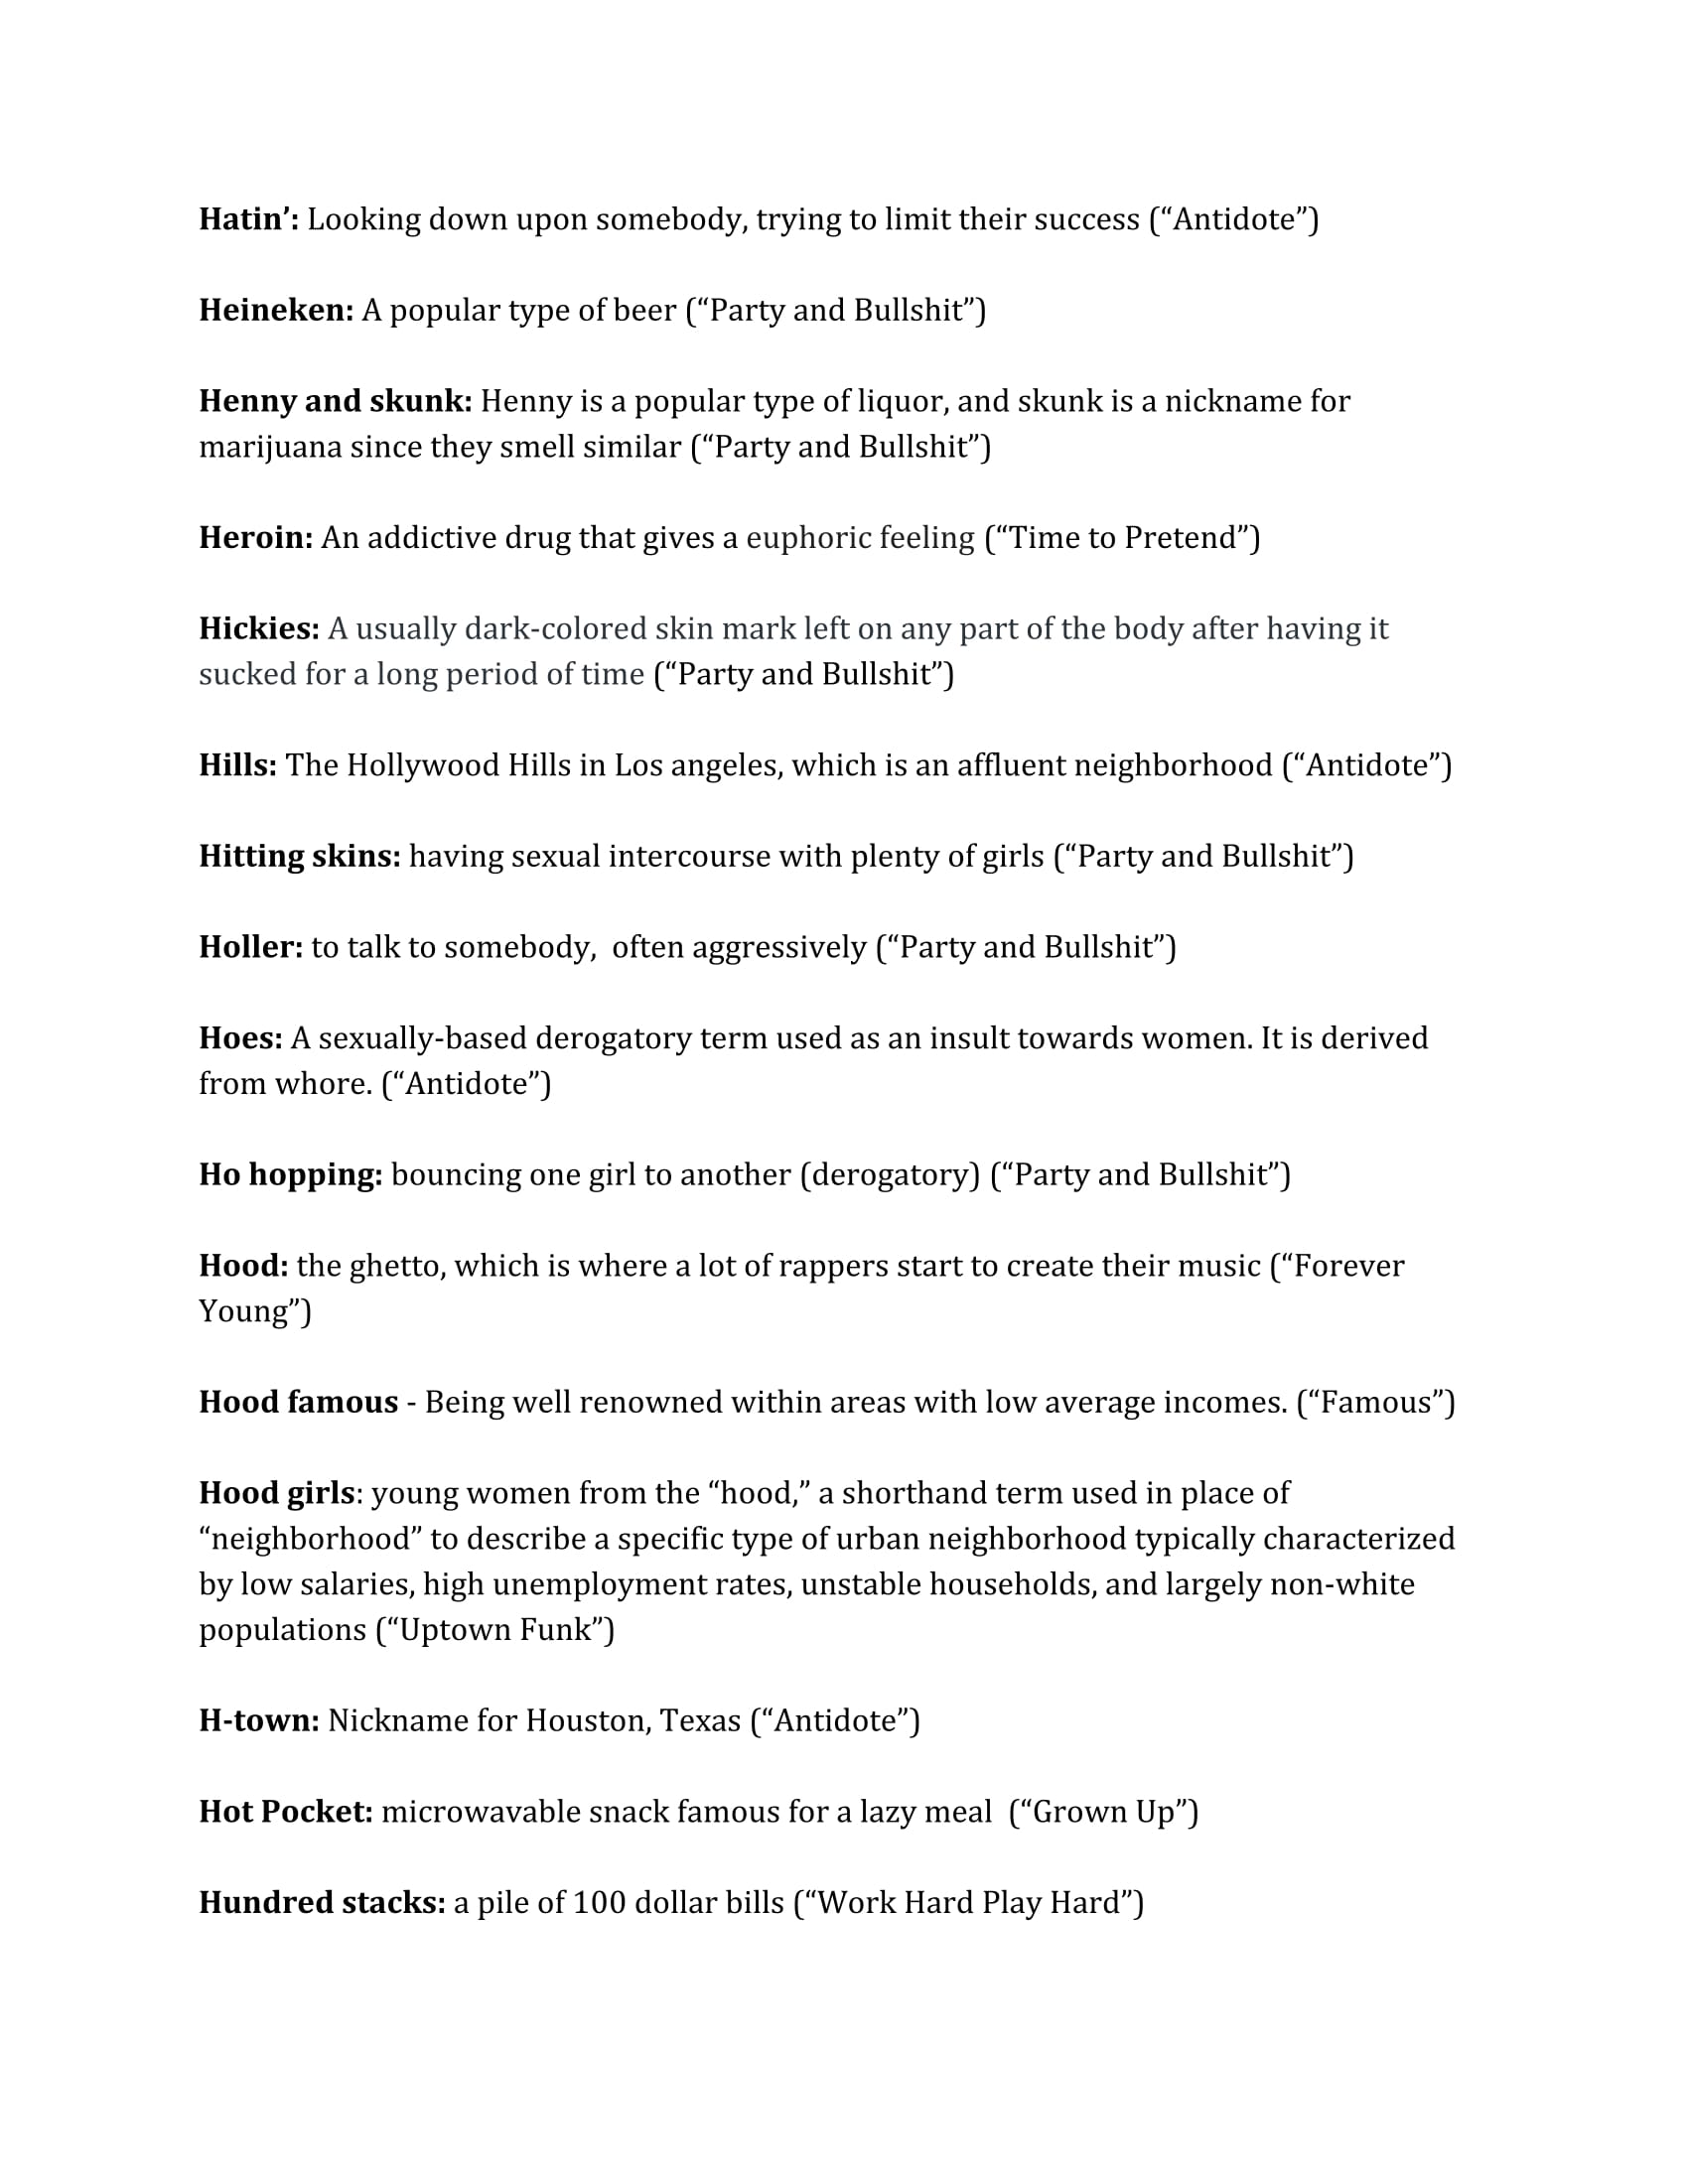 Hatin’: Looking down upon somebody, trying to limit their success (“Antidote”)
Heineken: A popular type of beer (“Party and Bullshit”)
Henny and skunk: Henny is a popular type of liquor, and skunk is a nickname for
marijuana since they smell similar (“Party and Bullshit”)
Heroin: An addictive drug that gives a euphoric feeling (“Time to Pretend”)
Hickies: A usually dark-colored skin mark left on any part of the body after having it
sucked for a long period of time (“Party and Bullshit”)
Hills: The Hollywood Hills in Los angeles, which is an affluent neighborhood (“Antidote”)
Hitting skins: having sexual intercourse with plenty of girls (“Party and Bullshit”)
Holler: to talk to somebody,  often aggressively (“Party and Bullshit”)
Hoes: A sexually-based derogatory term used as an insult towards women. It is derived
from whore. (“Antidote”)
Ho hopping: bouncing one girl to another (derogatory) (“Party and Bullshit”)
Hood: the ghetto, which is where a lot of rappers start to create their music (“Forever
Young”)
Hood famous - Being well renowned within areas with low average incomes. (“Famous”)
Hood girls: young women from the “hood,” a shorthand term used in place of
“neighborhood” to describe a specific type of urban neighborhood typically characterized
by low salaries, high unemployment rates, unstable households, and largely non-white
populations (“Uptown Funk”)
H-town: Nickname for Houston, Texas (“Antidote”)
Hot Pocket: microwavable snack famous for a lazy meal  (“Grown Up”)
Hundred stacks: a pile of 100 dollar bills (“Work Hard Play Hard”)